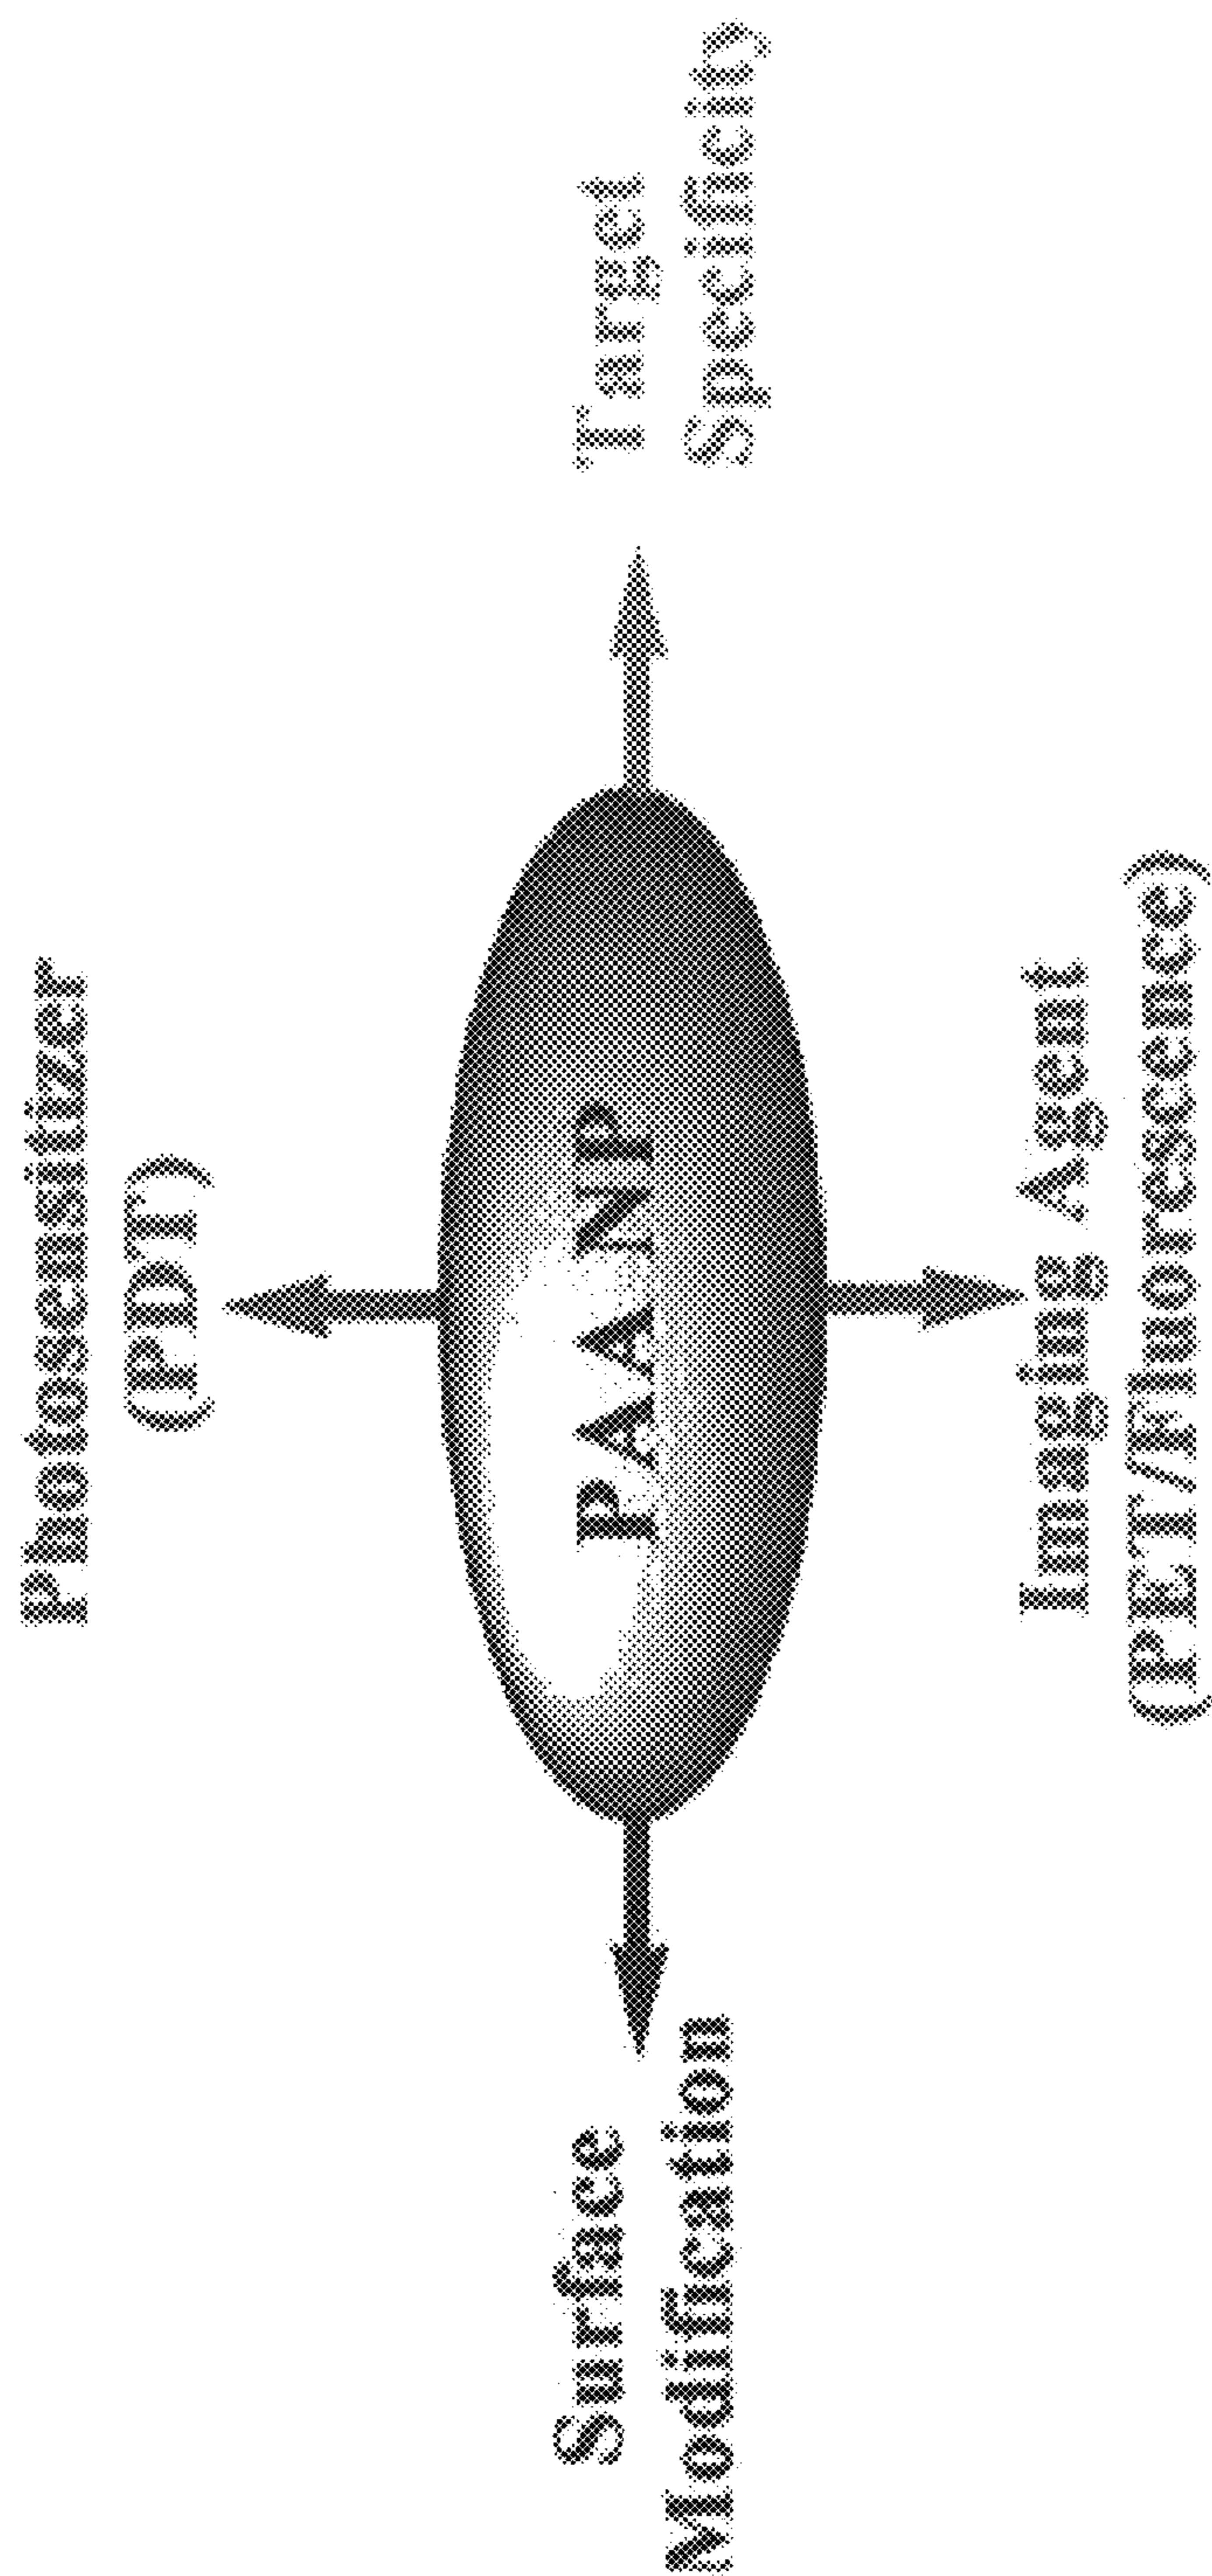 Photosensitizer
(PDT)
Surface
Modification
PAA NP
Target
Specificity
Imaging Agent
(PET/Fluorescence)